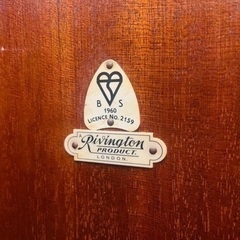 B S
1960
LICENCE No. 2159
A
Rivington
PRODUCT.
LONDON.